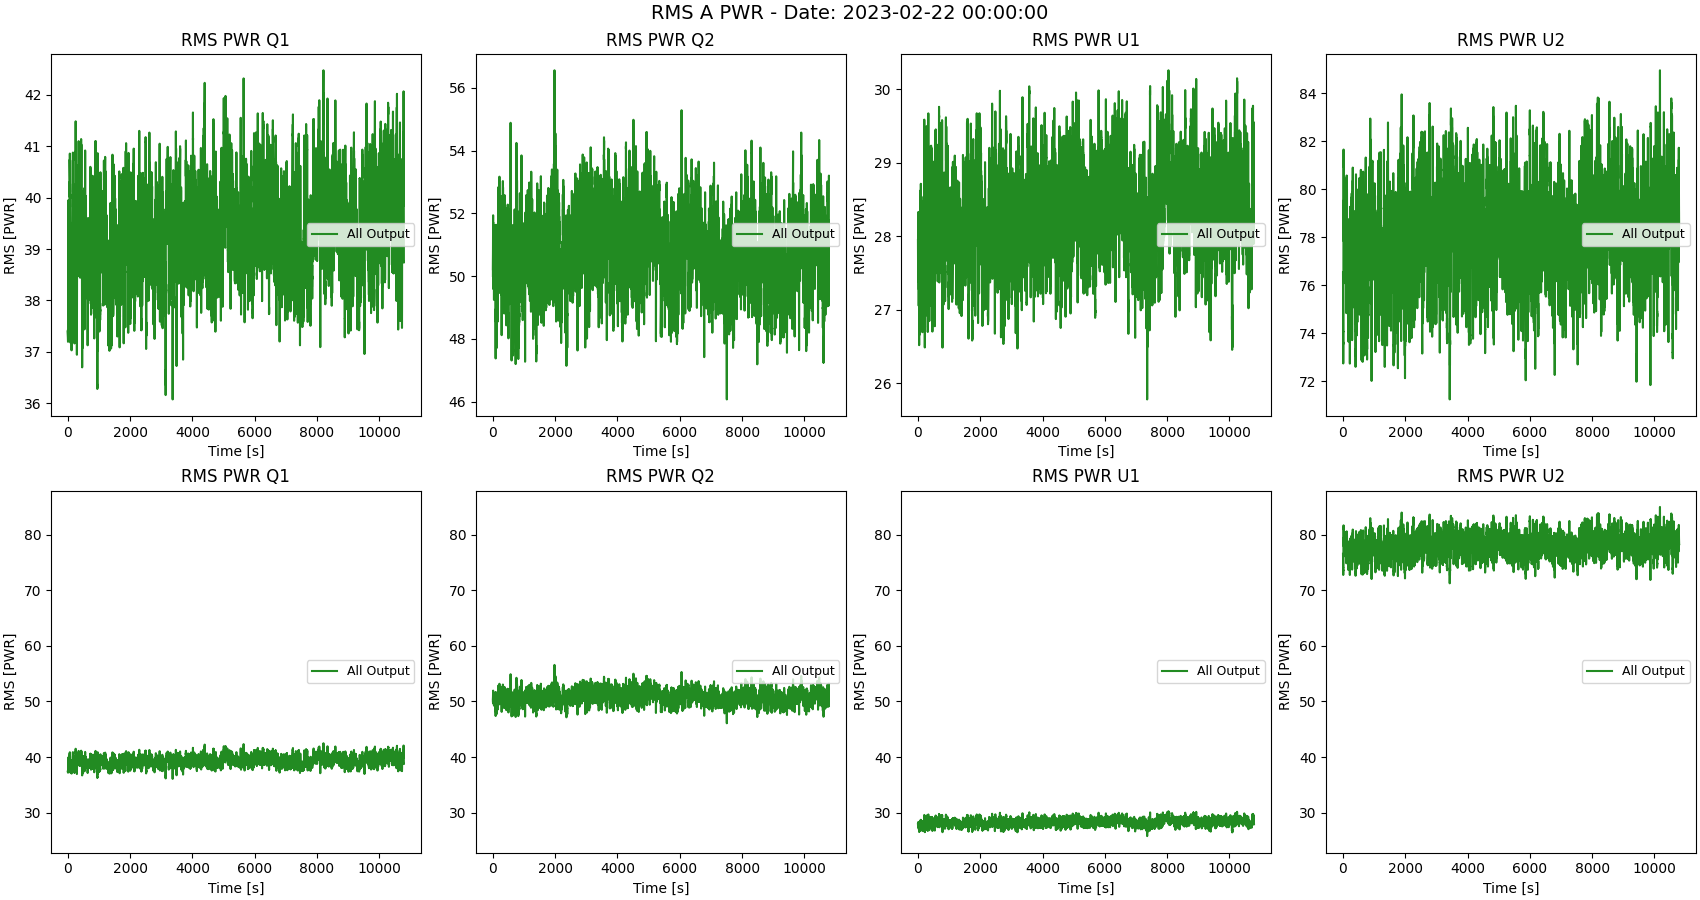 RMS A PWR - Date: 2023-02-22 00:00:00
RMS PWR Q1
RMS [PWR]
42
41
40
39
38
37
36
All Output
0 2000 4000 6000 8000 10000
Time [s]
RMS PWR Q2
RMS [PWR]
56
54
52
50
48
46
All Output
0 2000 4000 6000 8000 10000
Time [s]
RMS PWR U1
RMS [PWR]
30
29
28
27
26
All Output
0 2000 4000 6000 8000 10000
Time [s]
RMS PWR U2
RMS [PWR]
84
82
80
78
76
74
72
All Output
0 2000 4000 6000 8000 10000
Time [s]
RMS PWR Q1
RMS [PWR]
80
70
60
50
40
30
All Output
0 2000 4000 6000 8000 10000
Time [s]
RMS PWR Q2
RMS [PWR]
80
70
60
50
40
30
All Output
0 2000 4000 6000 8000 10000
Time [s]
RMS PWR U1
RMS [PWR]
80
70
60
50
40
30
All Output
0 2000 4000 6000 8000 10000
Time [s]
RMS PWR U2
RMS [PWR]
80
70
60
50
40
30
All Output
0 2000 4000 6000 8000 10000
Time [s]